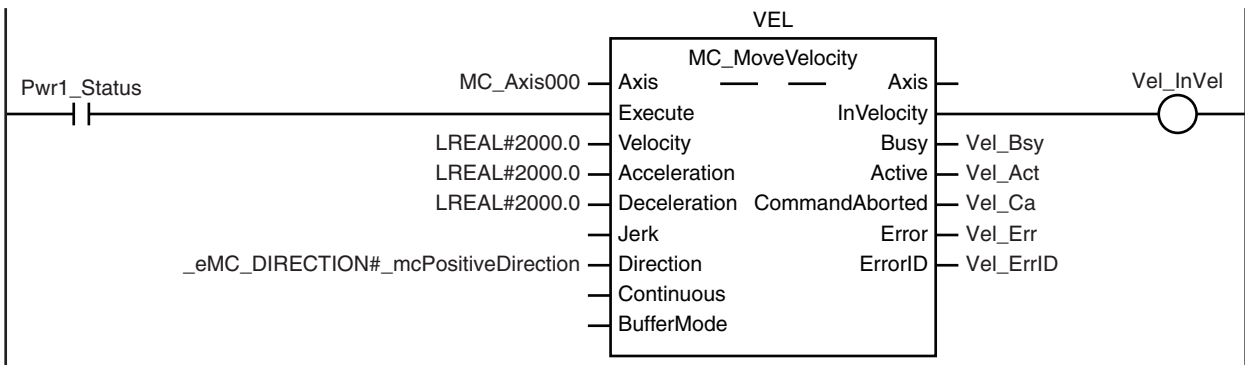 VEL
MC_MoveVelocity
Pwr1_Status
MC_Axis000 Axis Axis Vel_InVel
Execute InVelocity
LREAL#2000.0 Velocity Busy Vel_Bsy
LREAL#2000.0 Acceleration Active Vel_Act
LREAL#2000.0 Deceleration CommandAborted Vel_Ca
Jerk Error Vel_Err
_eMC_DIRECTION#_mcPositiveDirection Direction ErrorID Vel_ErrID
Continuous
BufferMode